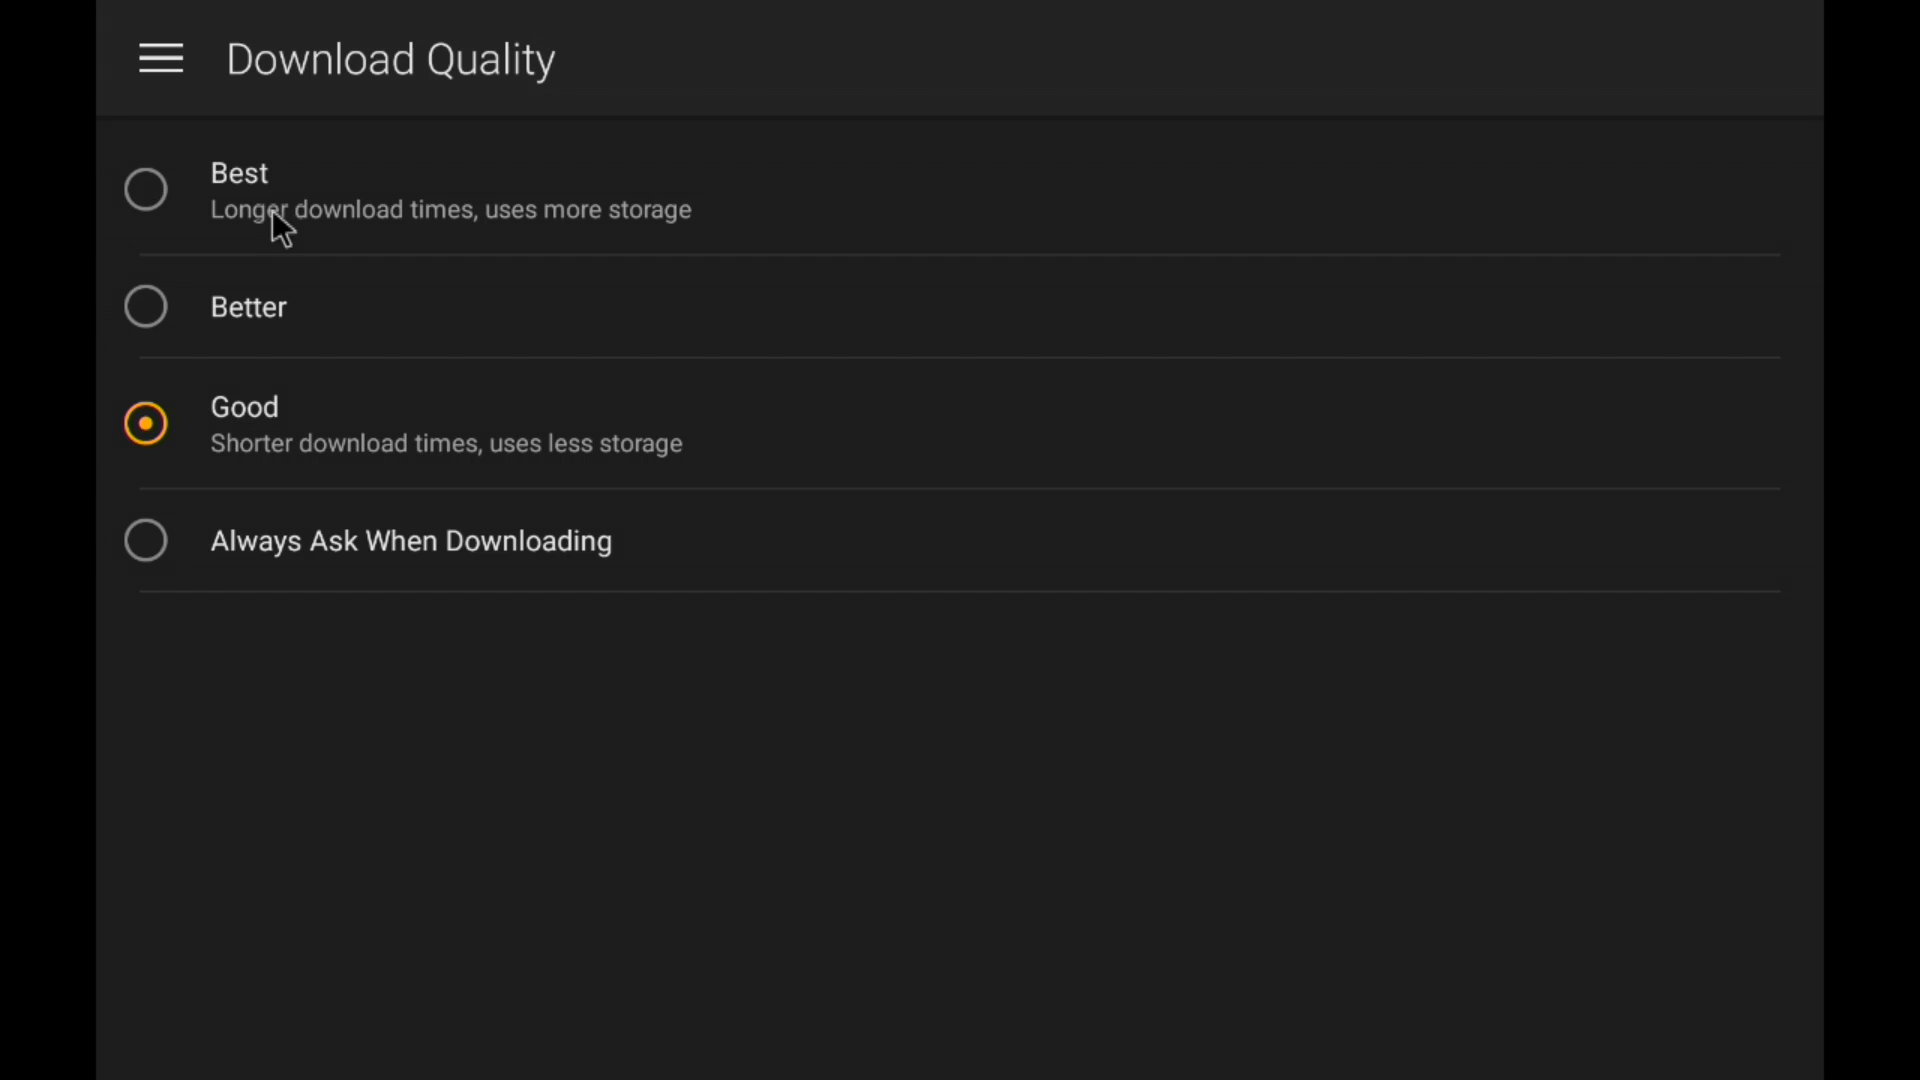 Download Quality
Best
Longer download times, uses more storage
Better
Good
Shorter download times, uses less storage
Always Ask When Downloading